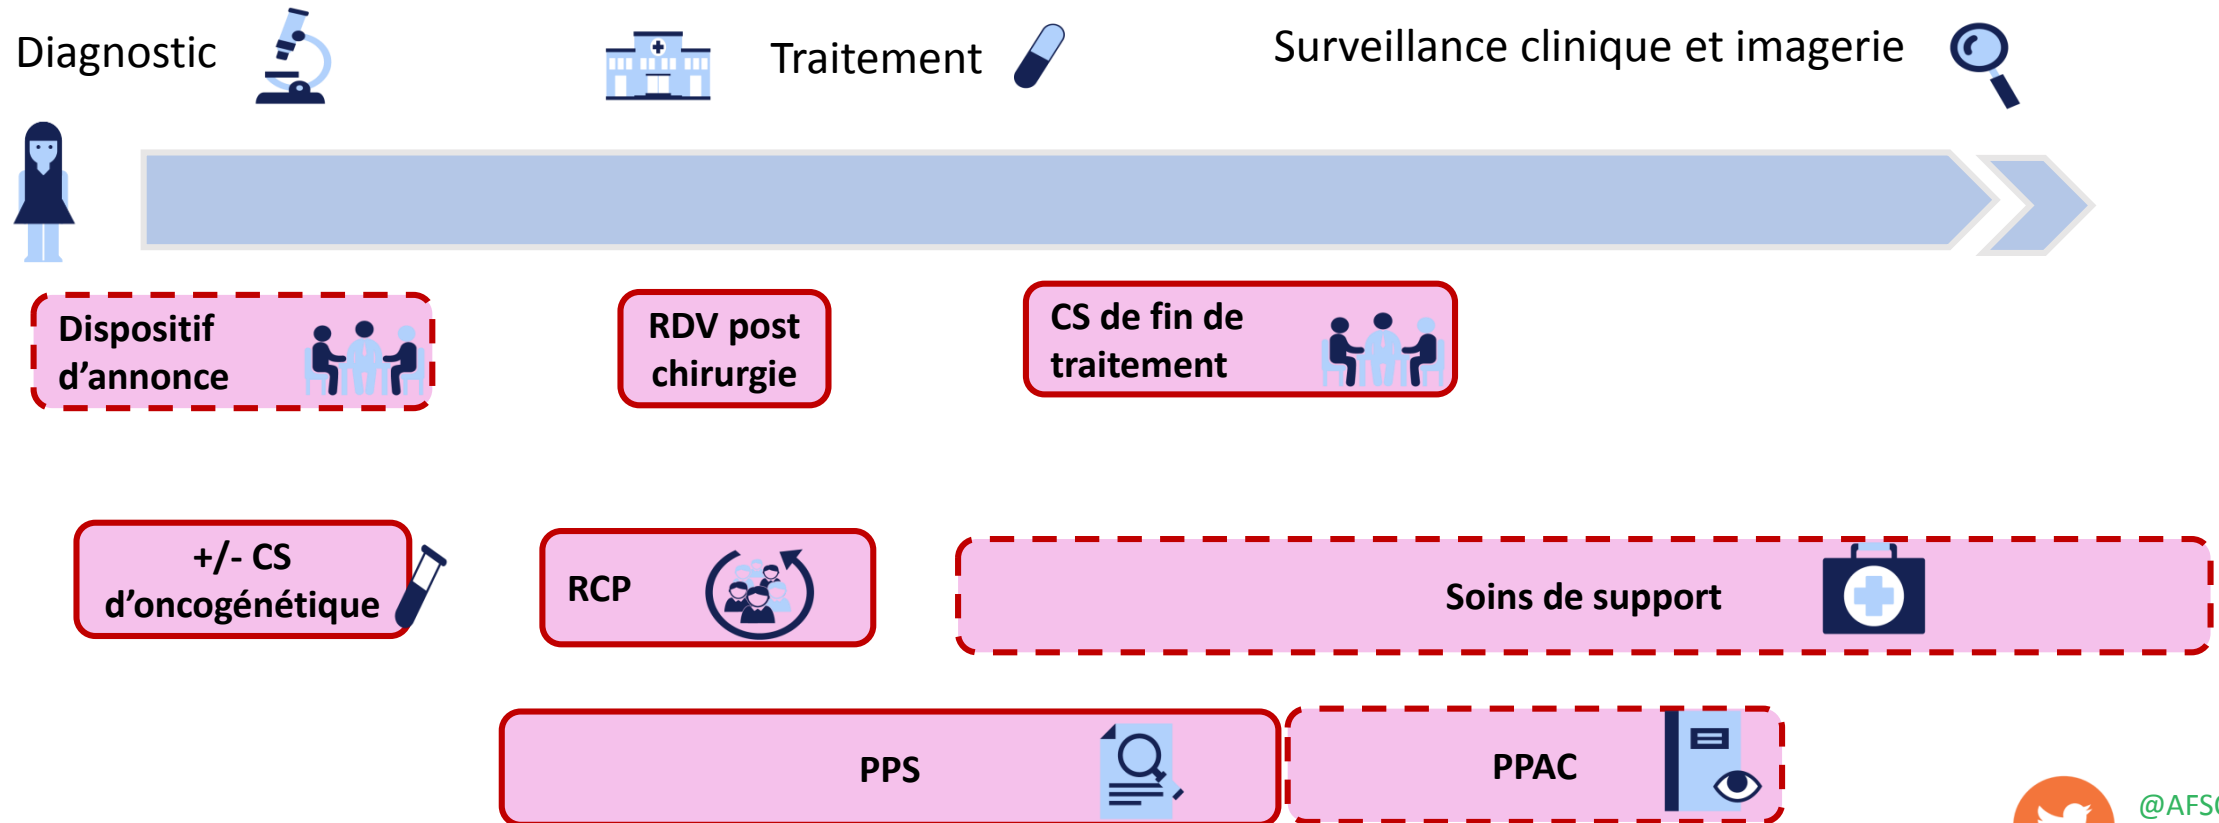 Diagnostic
Traitement
Surveillance clinique et imagerie
Dispositif
d’annonce
RDV post
chirurgie
CS de fin de
traitement
+/- CS
d’oncogénétique
RCP
Soins de support
PPS
PPAC